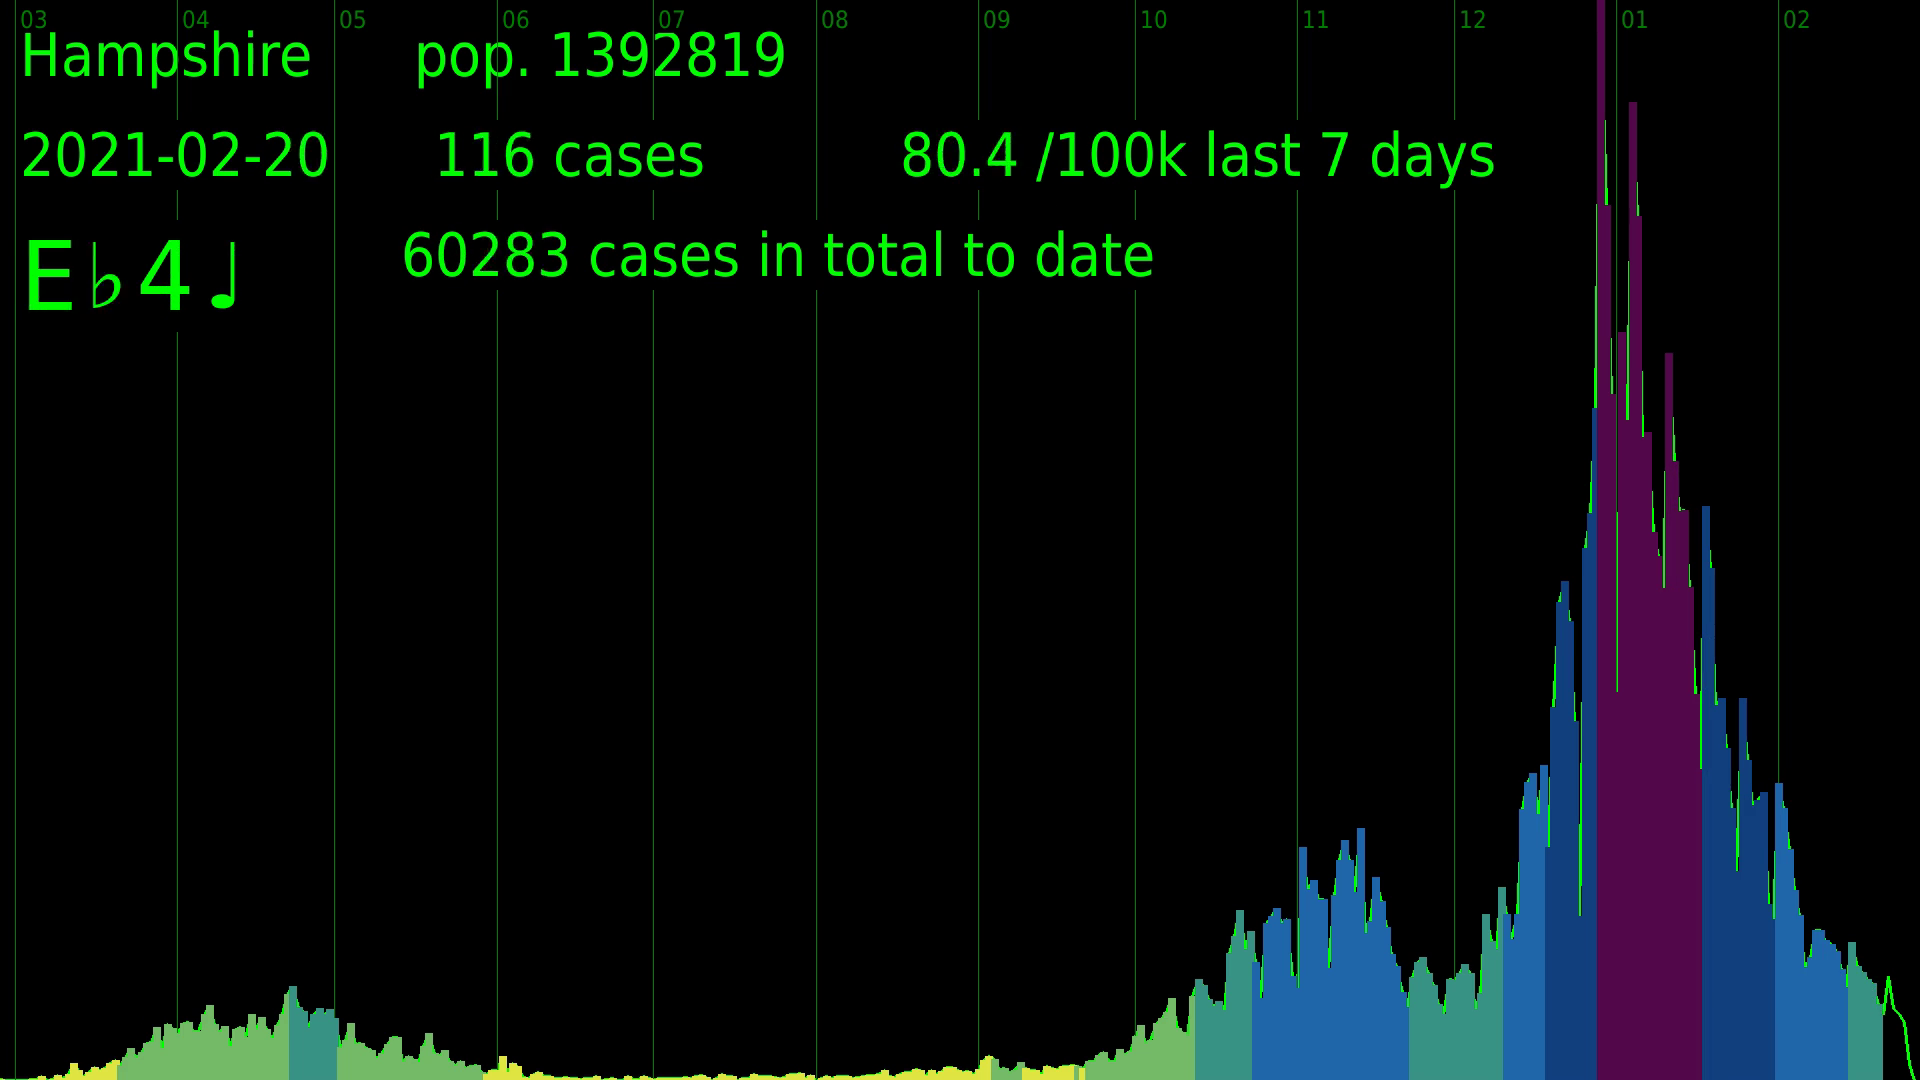 03 04 05 06 07 08 09 10 11 12 01 02
Hampshire pop. 1392819
2021-02-20 116 cases 80.4 /100k last 7 days
E♭4♩ 60283 cases in total to date